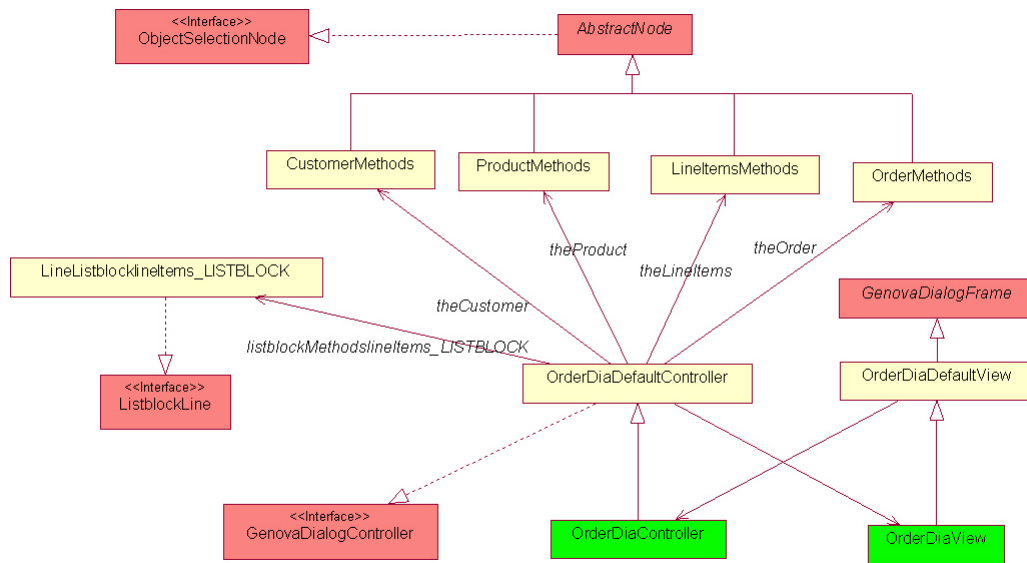 <<Interface>>
ObjectSelectionNode
AbstractNode
CustomerMethods
ProductMethods
LineItemsMethods
OrderMethods
theProduct
theOrder
theLineItems
LineListblocklineItems_LISTBLOCK
theCustomer
GenovaDialogFrame
listblockMethodslineItems_LISTBLOCK
OrderDiaDefaultController
OrderDiaDefaultView
<<Interface>>
ListblockLine
<<Interface>>
GenovaDialogController
OrderDiaController
OrderDiaView